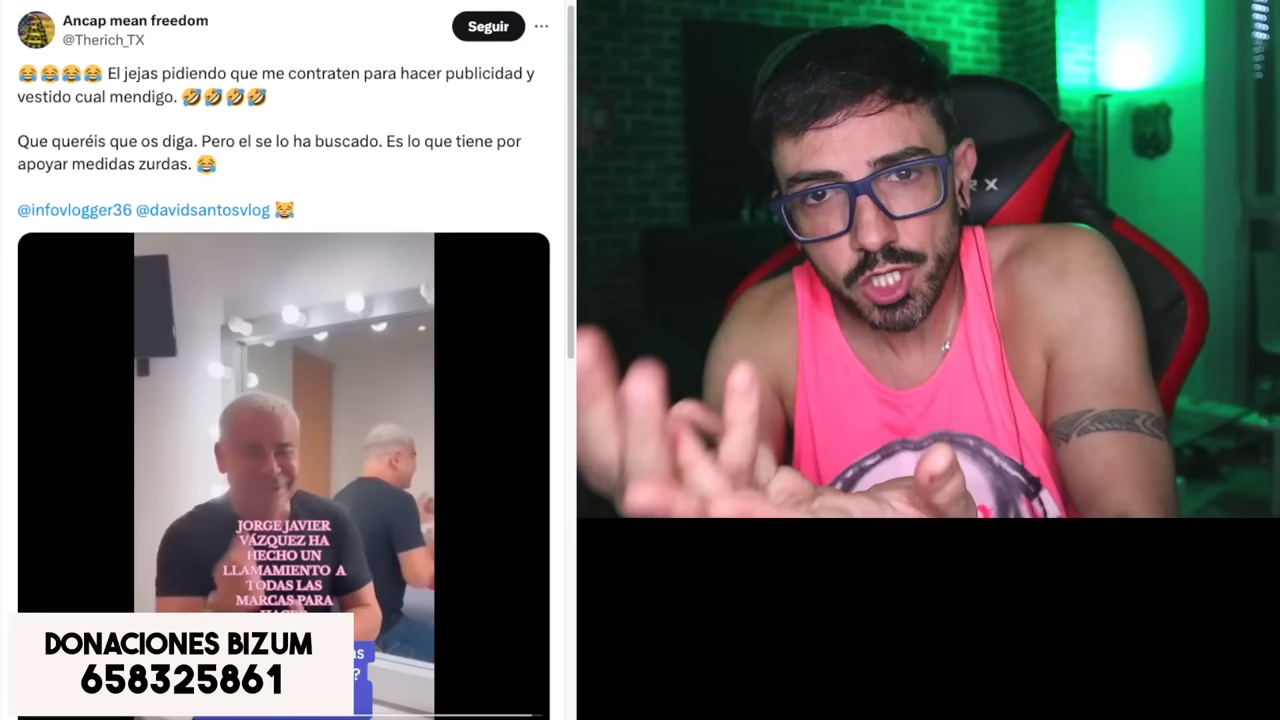 Ancap mean freedom
@Therich_TX
Seguir
😂😂😂😂 El jejas pidiendo que me contraten para hacer publicidad y
vestido cual mendigo. 🤣🤣🤣🤣
Que queréis que os diga. Pero el se lo ha buscado. Es lo que tiene por
apoyar medidas zurdas. 😂
@infovlogger36 @davidsantosvlog 😹
JORGE JAVIER
VÁZQUEZ HA
HECHO UN
LLAMAMIENTO A
TODAS LAS
MARCAS PARA
DONACIONES BIZUM
658325861